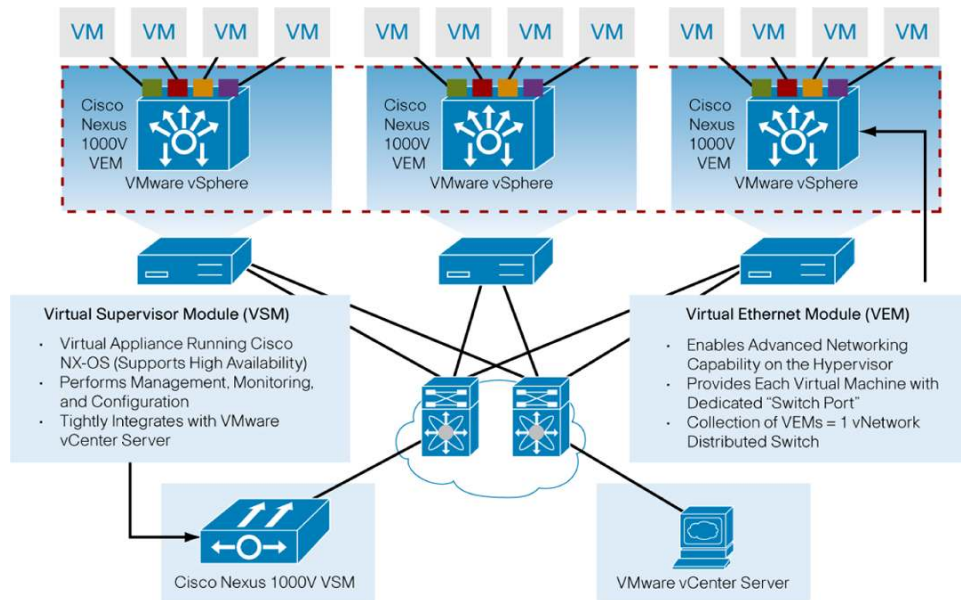 VM VM VM VM VM VM VM VM VM VM VM VM
Cisco
Nexus
1000V
VEM
VMware vSphere
Cisco
Nexus
1000V
VEM
VMware vSphere
Cisco
Nexus
1000V
VEM
VMware vSphere
Virtual Supervisor Module (VSM)
· Virtual Appliance Running Cisco
NX-OS (Supports High Availability)
· Performs Management, Monitoring,
and Configuration
· Tightly Integrates with VMware
vCenter Server
Virtual Ethernet Module (VEM)
· Enables Advanced Networking
Capability on the Hypervisor
· Provides Each Virtual Machine with
Dedicated “Switch Port”
· Collection of VEMs = 1 vNetwork
Distributed Switch
Cisco Nexus 1000V VSM
VMware vCenter Server